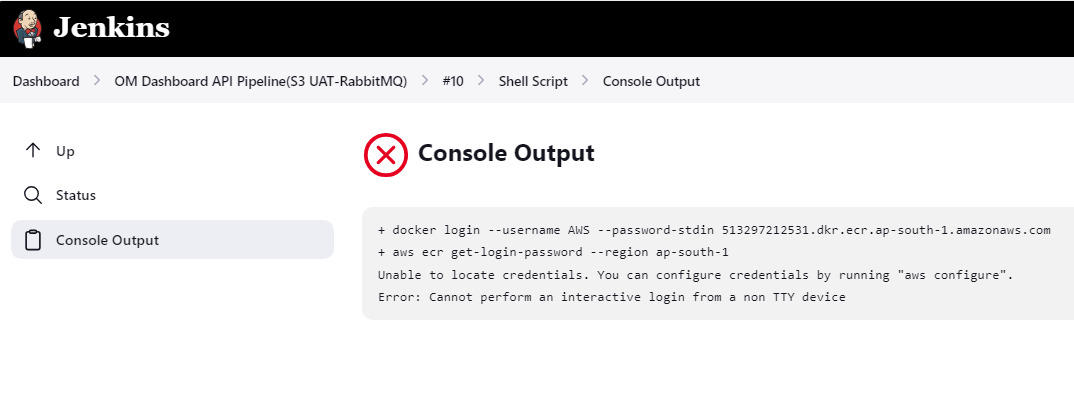 Jenkins
Dashboard > OM Dashboard API Pipeline(S3 UAT-RabbitMQ) > #10 > Shell Script > Console Output
Up
Status
Console Output
Console Output
+ docker login --username AWS --password-stdin 513297212531.dkr.ecr.ap-south-1.amazonaws.com
+ aws ecr get-login-password --region ap-south-1
Unable to locate credentials. You can configure credentials by running "aws configure".
Error: Cannot perform an interactive login from a non TTY device